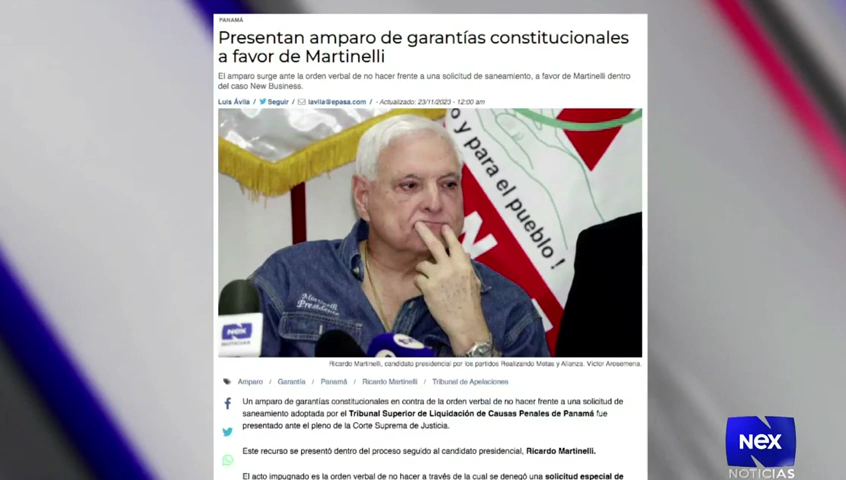 PANAMÁ
Presentan amparo de garantías constitucionales
a favor de Martinelli
El amparo surge ante la orden verbal de no hacer frente a una solicitud de saneamiento, a favor de Martinelli dentro
del caso New Business.
Luis Ávila / Seguir / lavila@epasa.com / - Actualizado: 23/11/2023 - 12:00 am
o y para el pueblo !
N
Martinelli
Presidente
NEX
NOTICIAS
Ricardo Martinelli, candidato presidencial por los partidos Realizando Metas y Alianza. Víctor Arosemena.
Amparo / Garantía / Panamá / Ricardo Martinelli / Tribunal de Apelaciones
Un amparo de garantías constitucionales en contra de la orden verbal de no hacer frente a una solicitud de
saneamiento adoptada por el Tribunal Superior de Liquidación de Causas Penales de Panamá fue
presentado ante el pleno de la Corte Suprema de Justicia.
Este recurso se presentó dentro del proceso seguido al candidato presidencial, Ricardo Martinelli.
El acto impugnado es la orden verbal de no hacer a través de la cual se denegó una solicitud especial de
NEX
NOTICIAS